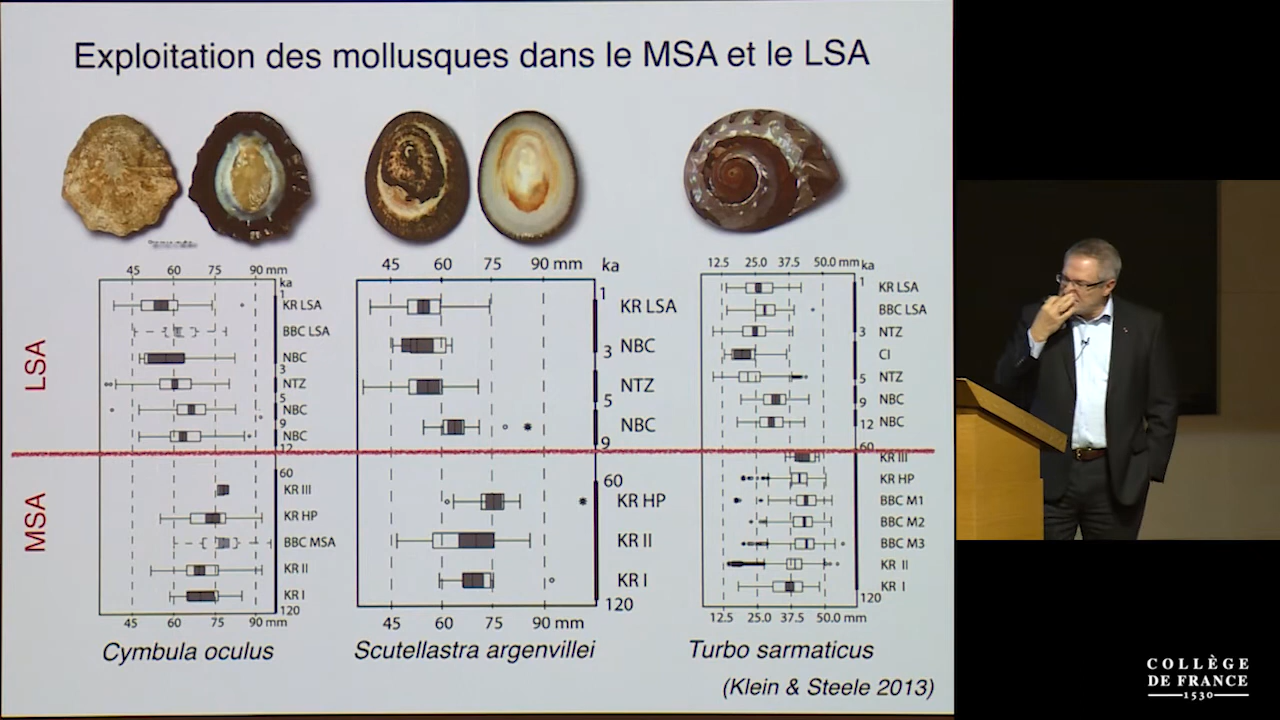 Exploitation des mollusques dans le MSA et le LSA
45 60 75 90 mm
ka
1
KR LSA
BBC LSA
NBC
3
NTZ
5
NBC
9
NBC
12
60
KR III
KR HP
BBC MSA
KR II
KR I
120
45 60 75 90 mm
Cymbula oculus
45 60 75 90 mm ka
1
KR LSA
3 NBC
NTZ
5
NBC
9
60
KR HP
KR II
KR I
120
45 60 75 90 mm
Scutellastra argenvillei
12.5 25.0 37.5 50.0 mm
ka
1 KR LSA
BBC LSA
3 NTZ
CI
5 NTZ
9 NBC
12 NBC
60
KR III
KR HP
BBC M1
BBC M2
BBC M3
KR II
KR I
120
12.5 25.0 37.5 50.0 mm
Turbo sarmaticus
LSA
MSA
(Klein & Steele 2013)
COLLÈGE
DE FRANCE
1530